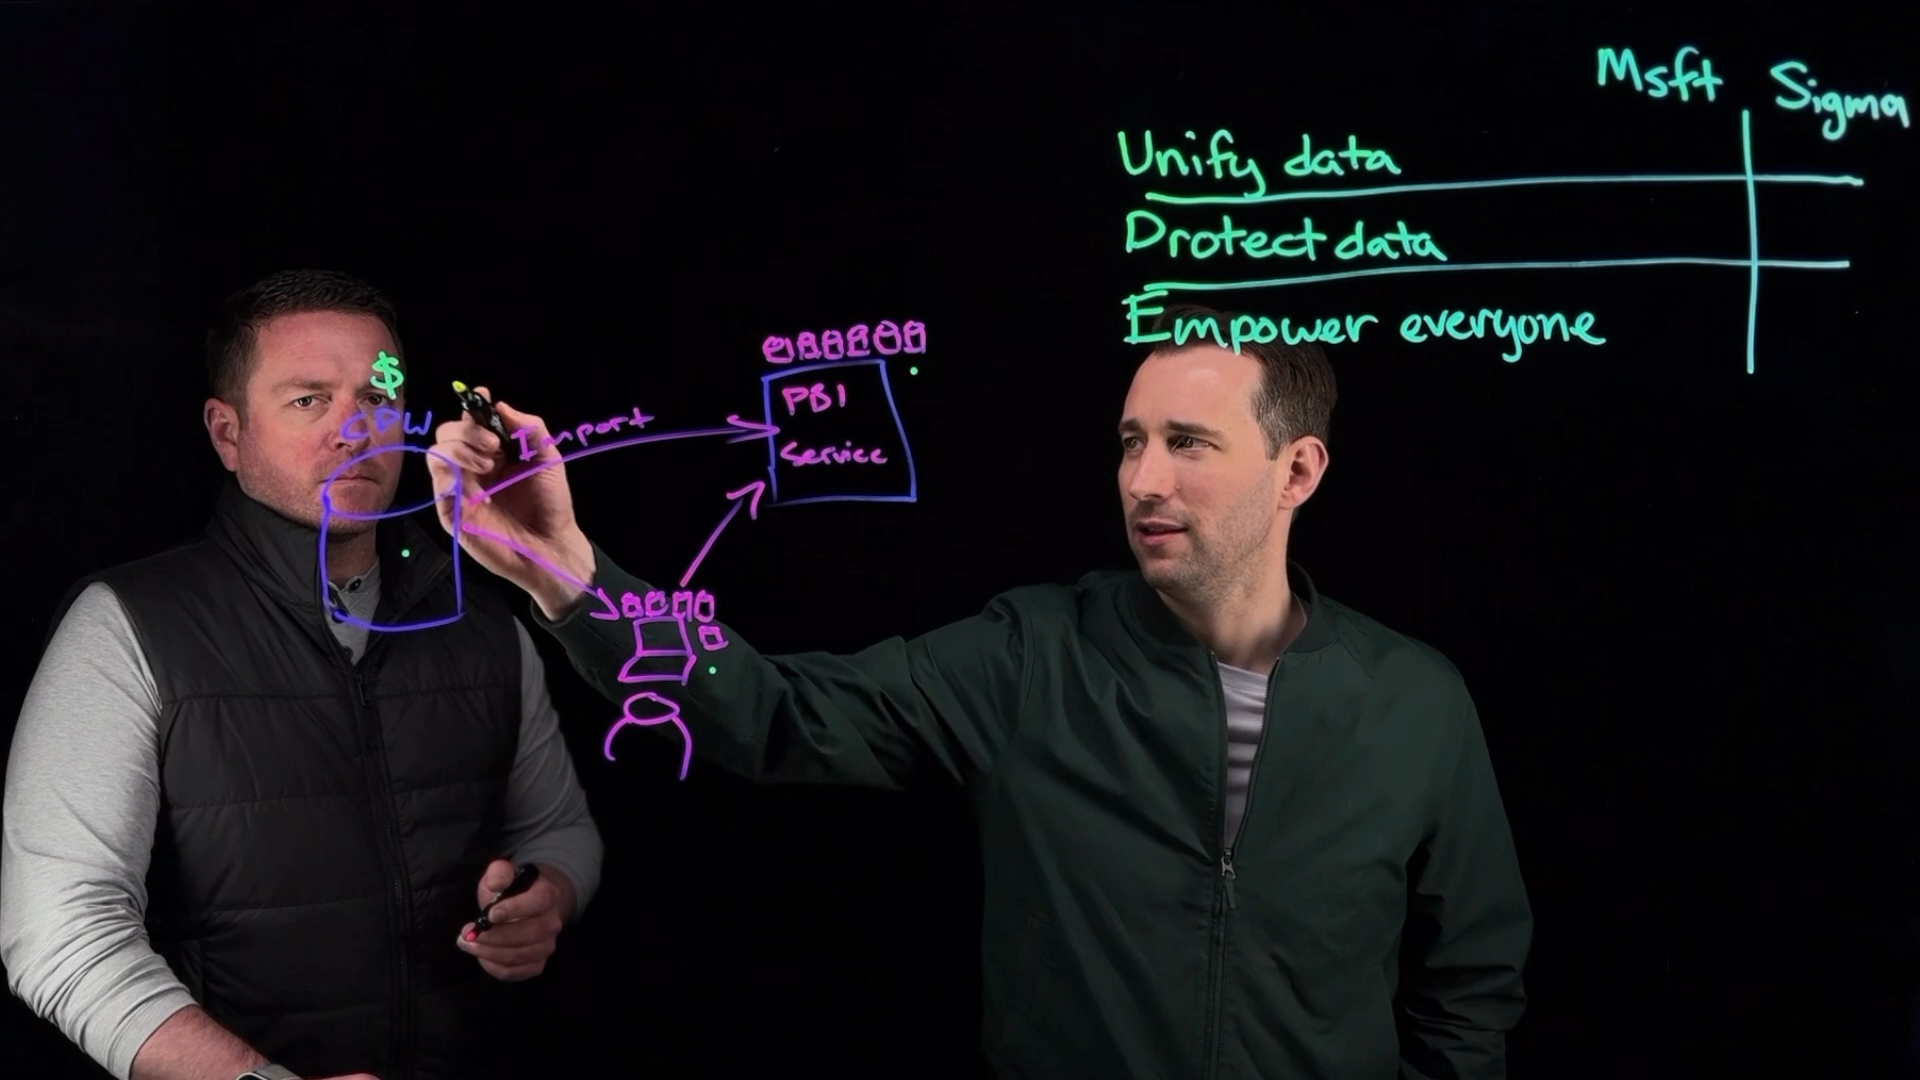 Msft Sigma
Unify data
Protect data
Empower everyone
$
CDW
Import
PBI
Service